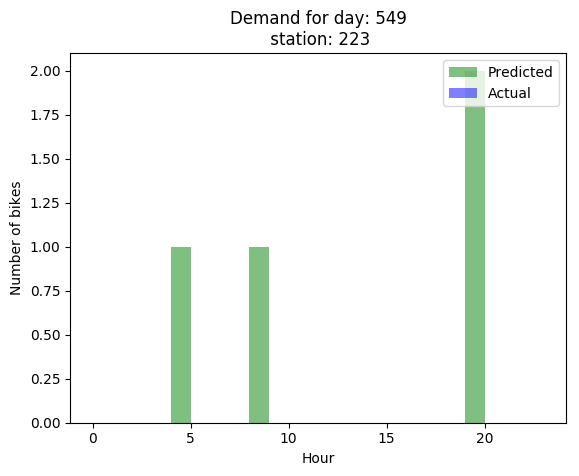 Demand for day: 549
station: 223
Predicted
Actual
Number of bikes
2.00
1.75
1.50
1.25
1.00
0.75
0.50
0.25
0.00
0 5 10 15 20
Hour